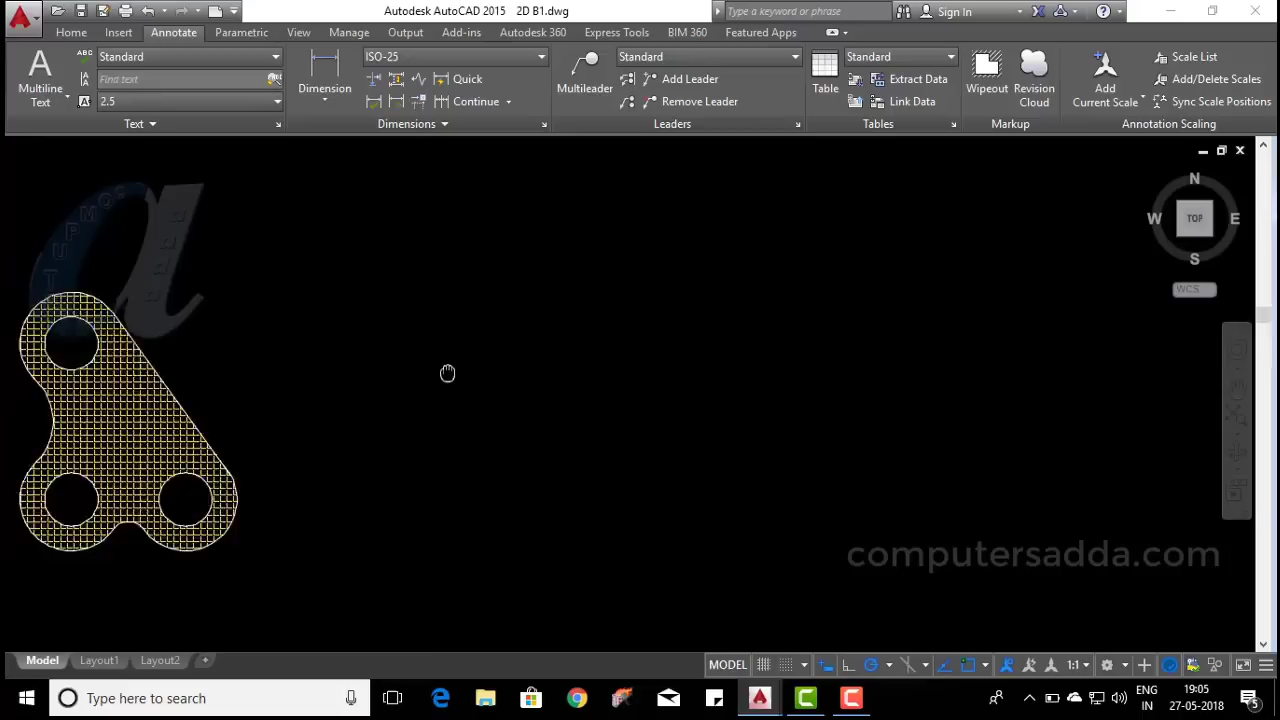 Autodesk AutoCAD 2015 2D B1.dwg
Type a keyword or phrase
Sign In
Home Insert Annotate Parametric View Manage Output Add-ins Autodesk 360 Express Tools BIM 360 Featured Apps
Multiline Text
Standard
Find text
2.5
Text
Dimension
ISO-25
Quick
Continue
Dimensions
Multileader
Standard
Add Leader
Remove Leader
Leaders
Table
Standard
Extract Data
Link Data
Tables
Wipeout
Revision Cloud
Markup
Add Current Scale
Scale List
Add/Delete Scales
Sync Scale Positions
Annotation Scaling
N
W TOP E
S
WCS
computersadda.com
Model Layout1 Layout2 +
MODEL 1:1
Type here to search
ENG
IN
19:05
27-05-2018
5